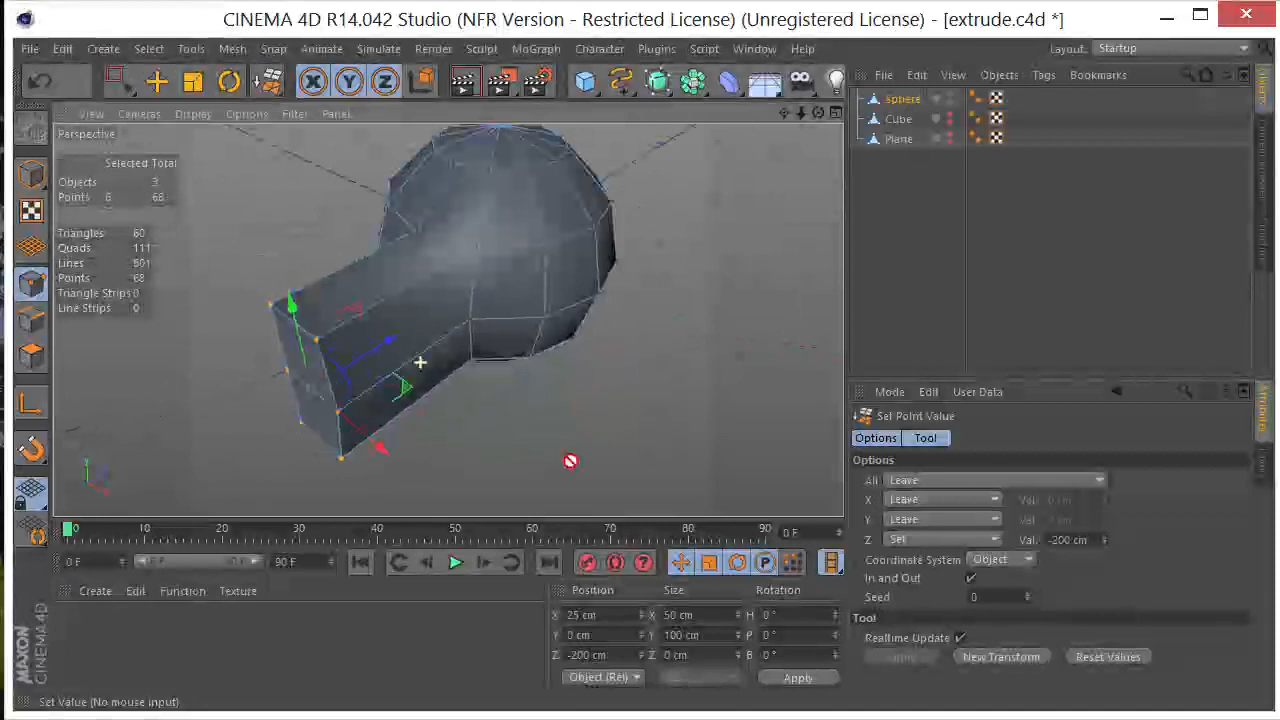 CINEMA 4D R14.042 Studio (NFR Version - Restricted License) (Unregistered License) - [extrude.c4d *]
File Edit Create Select Tools Mesh Snap Animate Simulate Render Sculpt MoGraph Character Plugins Script Window Help Layout: Startup
X Y Z
File Edit View Objects Tags Bookmarks
View Cameras Display Options Filter Panel
Sphere
Cube
Plane
Perspective
Selected Total
Objects 3
Points 6 68
Triangles 60
Quads 111
Lines 501
Points 68
Triangle Strips 0
Line Strips 0
Objects
Mode Edit User Data
Attributes
Set Point Value
Options Tool
Options
All Leave
X Leave Val. 0 cm
Y Leave Val.
Z Set Val. -200 cm
Coordinate System Object
In and Out
Seed 0
Tool
Realtime Update
New Transform Reset Values
0 10 20 30 40 50 60 70 80 90 0 F
0 F 0 F 90 F 90 F
P
Create Edit Function Texture
Position Size Rotation
X 25 cm X 50 cm H 0°
Y 0 cm Y 100 cm P 0°
Z -200 cm Z 0 cm B 0°
Object (Rel) Apply
MAXON
CINEMA 4D
Set Value (No mouse input)